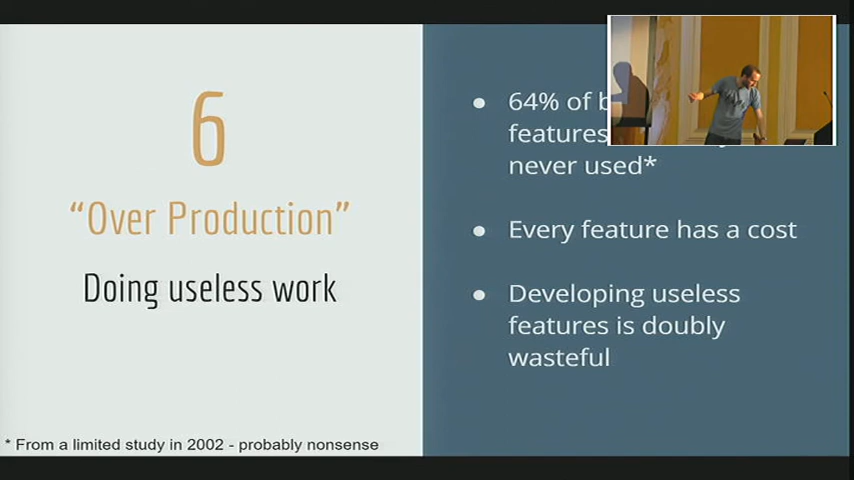 6
“Over Production”
Doing useless work
* From a limited study in 2002 - probably nonsense
● 64% of
features
never used*
● Every feature has a cost
● Developing useless
features is doubly
wasteful